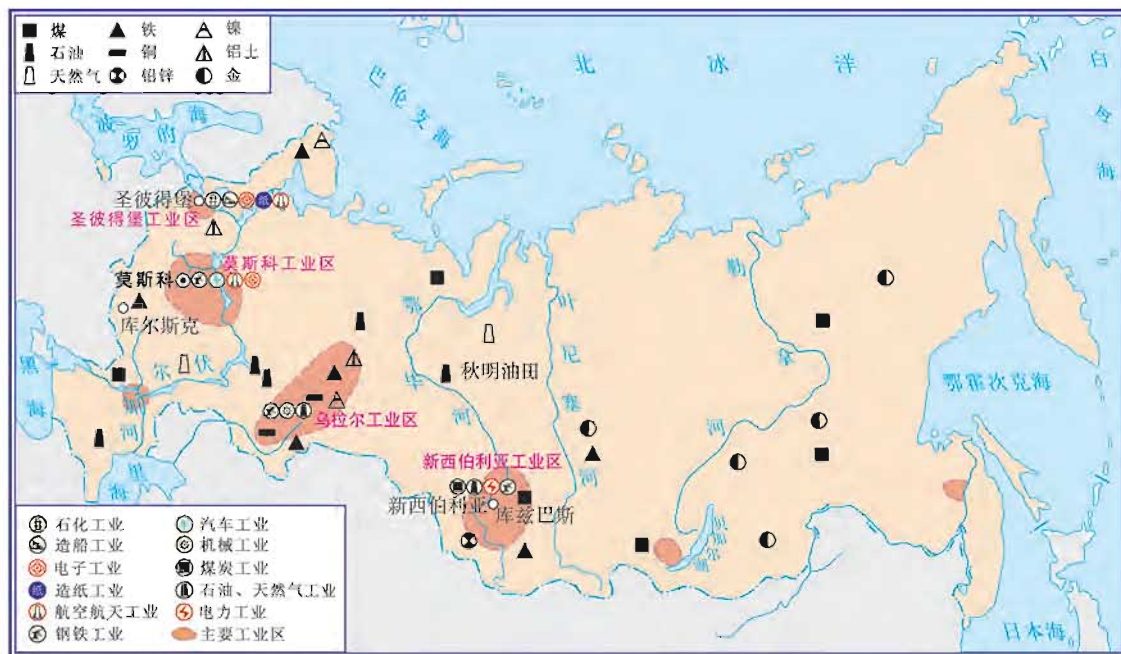 煤 铁 镍
石油 铜 铝土
天然气 铅锌 金
北冰洋
白令海
巴伦支海
波罗的海
圣彼得堡
纸
圣彼得堡工业区
莫斯科工业区
莫斯科
库尔斯克
鄂毕河
叶尼塞河
勒拿河
秋明油田
鄂霍次克海
黑海
伏尔加河
里海
乌拉尔工业区
新西伯利亚工业区
新西伯利亚
库兹巴斯
贝加尔湖
日本海
石化工业 汽车工业
造船工业 机械工业
电子工业 煤炭工业
纸 造纸工业 石油、天然气工业
航空航天工业 电力工业
钢铁工业 主要工业区